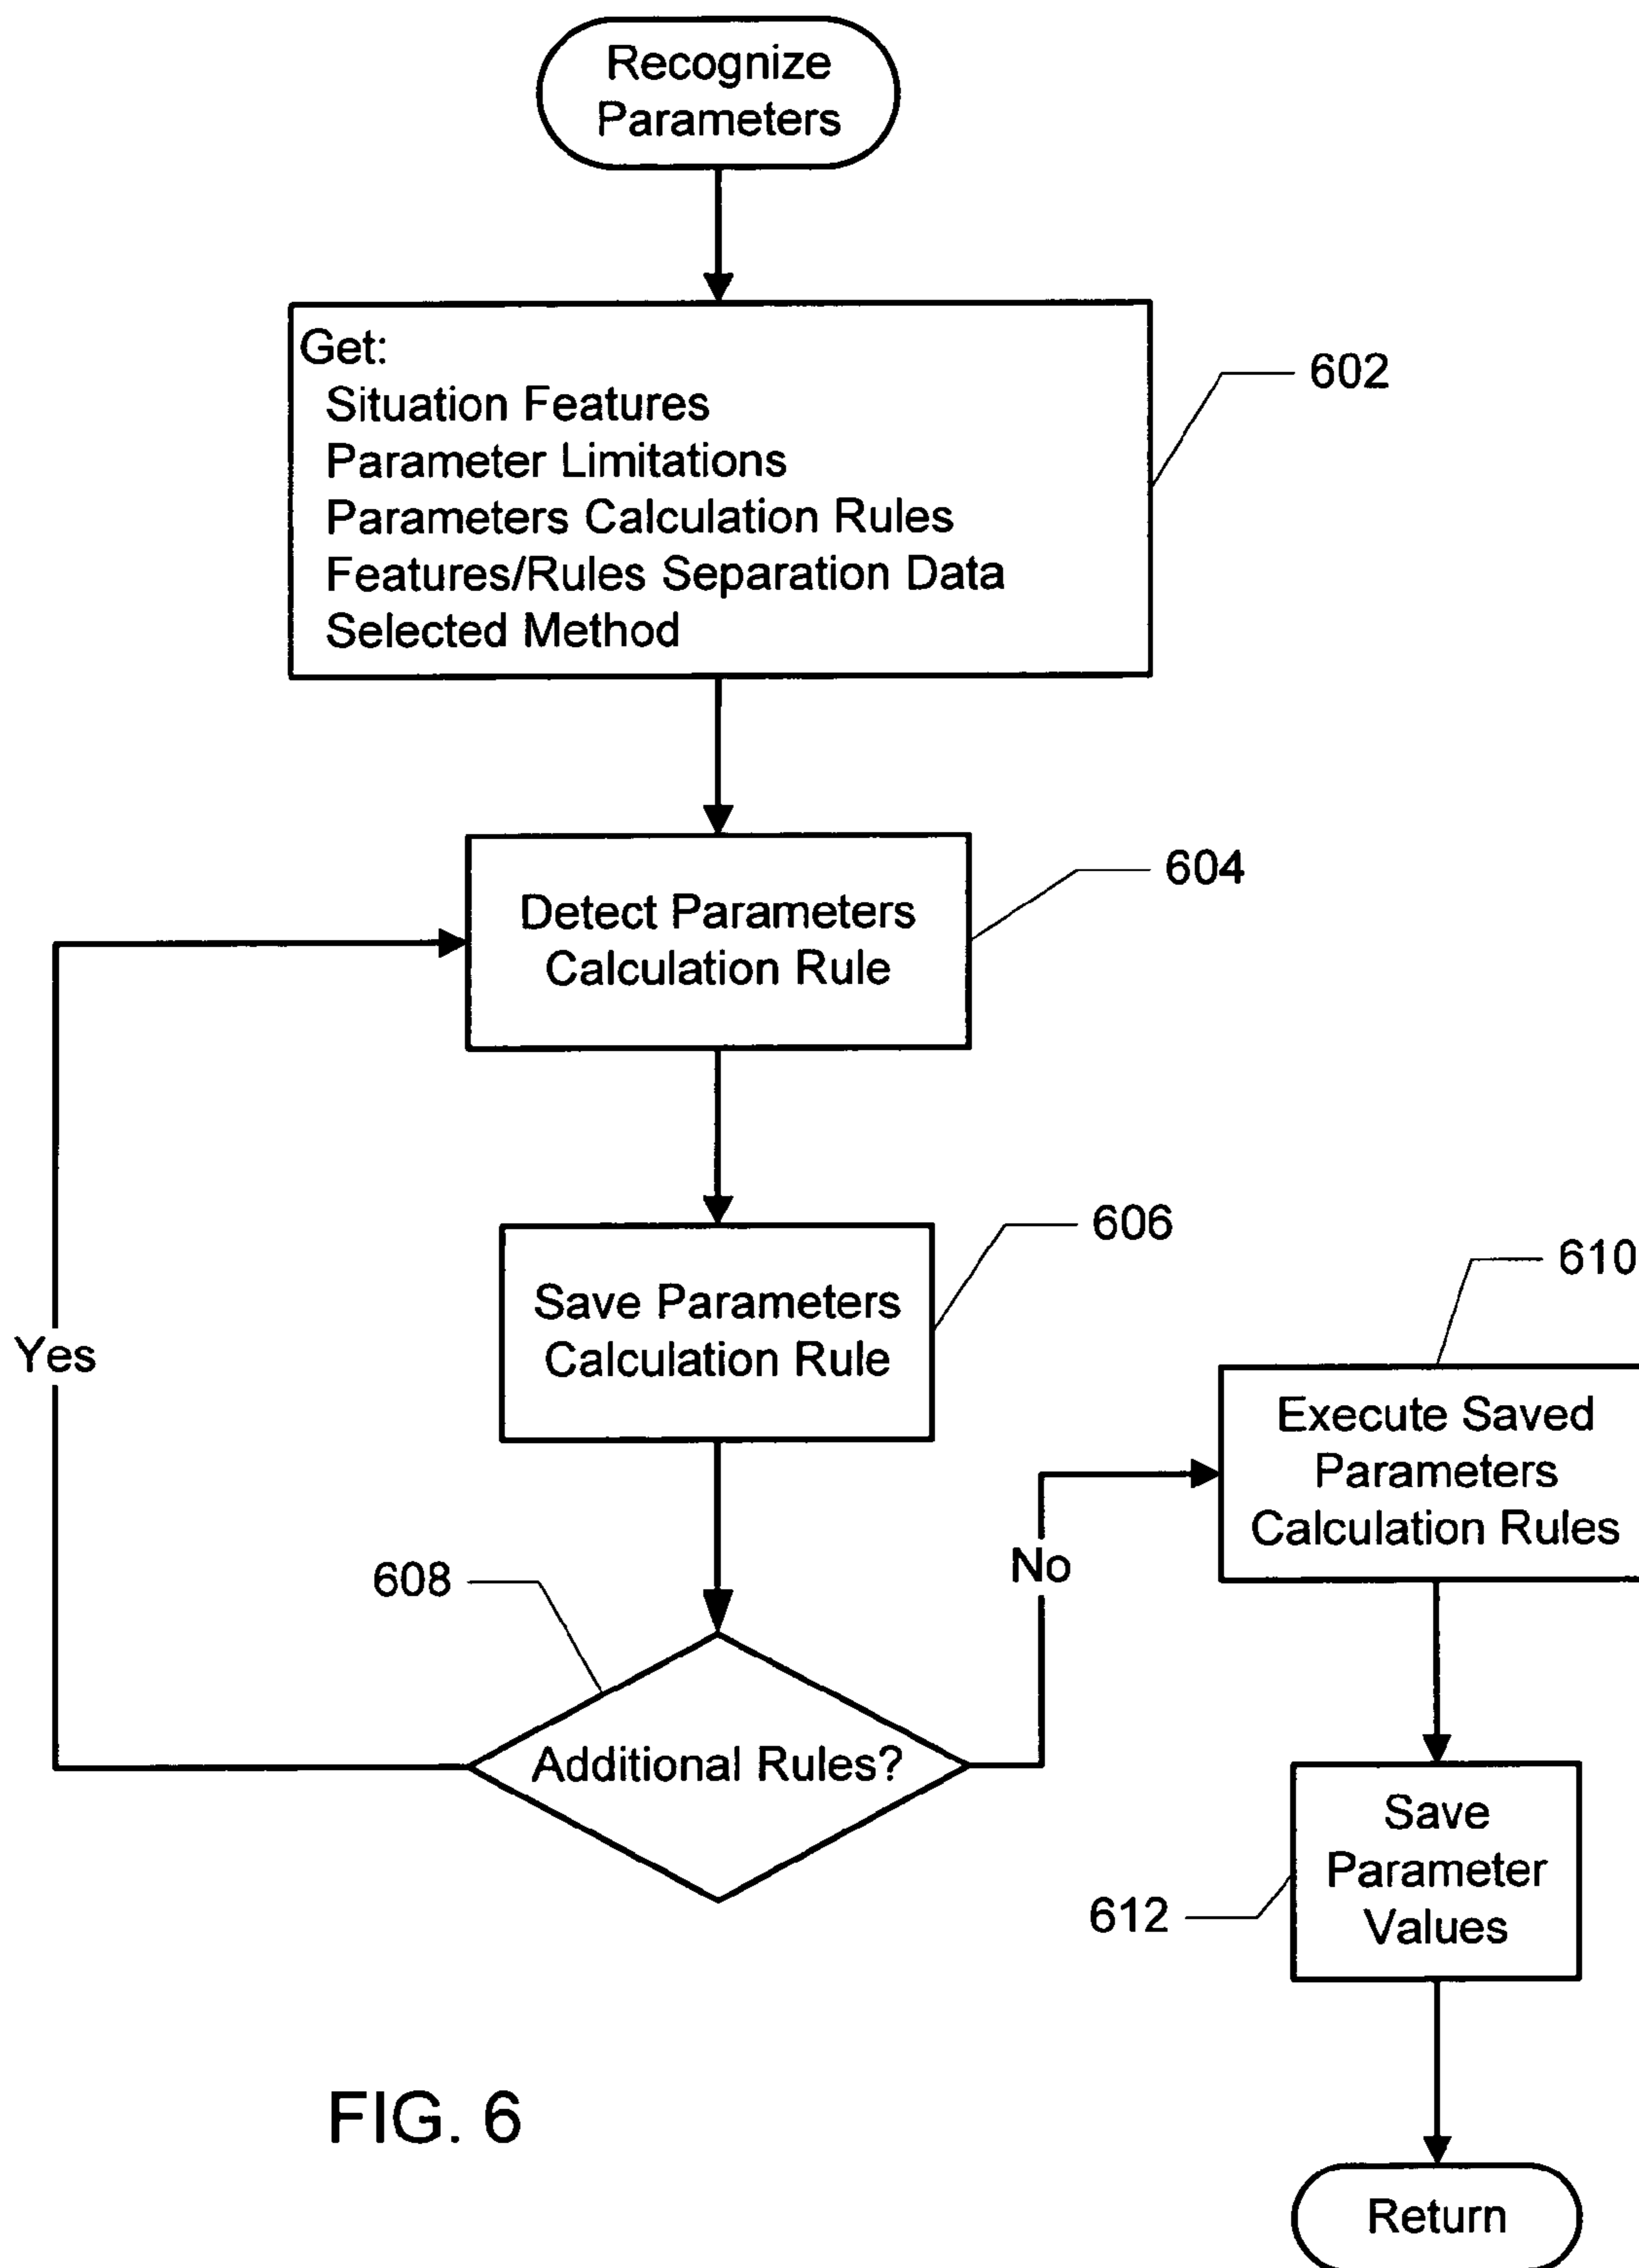 Recognize
Parameters
Get:
Situation Features
Parameter Limitations
Parameters Calculation Rules
Features/Rules Separation Data
Selected Method
602
Detect Parameters
Calculation Rule
604
Save Parameters
Calculation Rule
606
Yes
608
Additional Rules?
No
610
Execute Saved
Parameters
Calculation Rules
Save
Parameter
Values
612
Return
FIG. 6